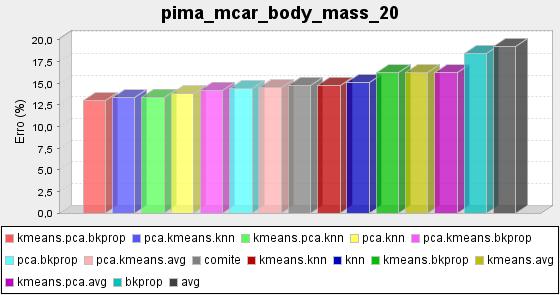 pima_mcar_body_mass_20
20,0
17,5
15,0
12,5
10,0
7,5
5,0
2,5
0,0
Erro (%)
kmeans.pca.bkprop pca.kmeans.knn kmeans.pca.knn pca.knn pca.kmeans.bkprop
pca.bkprop pca.kmeans.avg comite kmeans.knn knn kmeans.bkprop kmeans.avg
kmeans.pca.avg bkprop avg